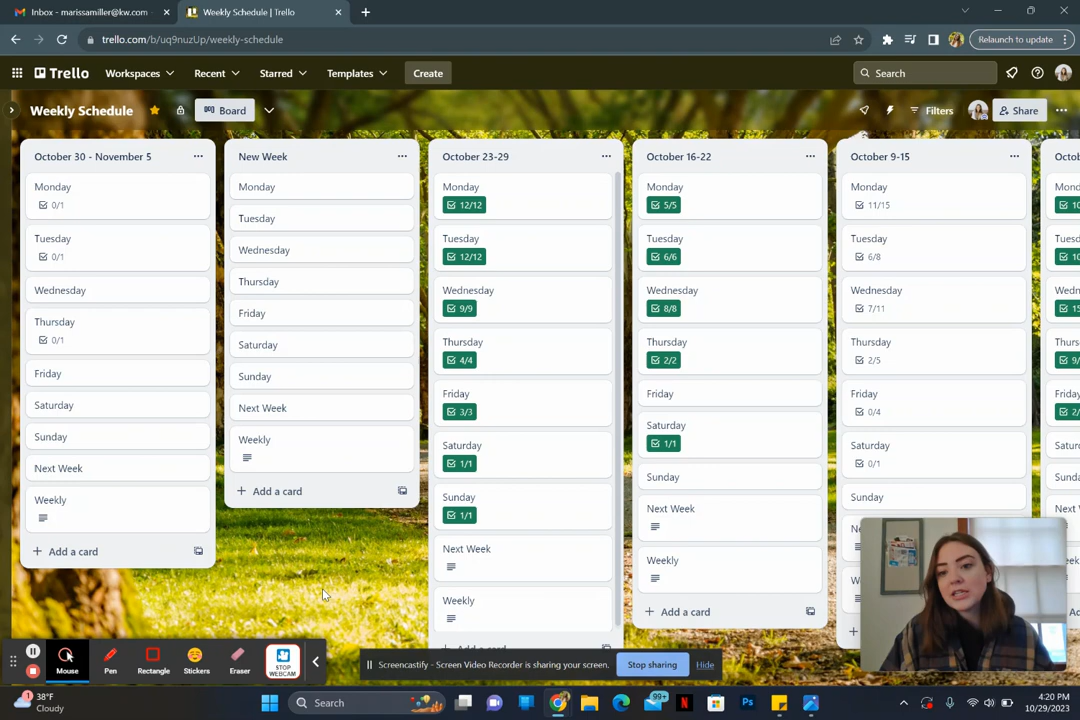 Inbox - marissamiller@kw.com -
Weekly Schedule | Trello
trello.com/b/uq9nuzUp/weekly-schedule
Relaunch to update
Trello
Workspaces
Recent
Starred
Templates
Create
Search
Weekly Schedule
Board
Filters
Share
October 30 - November 5
Monday
0/1
Tuesday
0/1
Wednesday
Thursday
0/1
Friday
Saturday
Sunday
Next Week
Weekly
Add a card
New Week
Monday
Tuesday
Wednesday
Thursday
Friday
Saturday
Sunday
Next Week
Weekly
Add a card
October 23-29
Monday
12/12
Tuesday
12/12
Wednesday
9/9
Thursday
4/4
Friday
3/3
Saturday
1/1
Sunday
1/1
Next Week
Weekly
October 16-22
Monday
5/5
Tuesday
6/6
Wednesday
8/8
Thursday
2/2
Friday
Saturday
1/1
Sunday
Next Week
Weekly
Add a card
October 9-15
Monday
11/15
Tuesday
6/8
Wednesday
7/11
Thursday
2/5
Friday
0/4
Saturday
0/1
Sunday
Mouse
Pen
Rectangle
Stickers
Eraser
STOP
WEBCAM
Screencastify - Screen Video Recorder is sharing your screen.
Stop sharing
Hide
38°F
Cloudy
Search
99+
4:20 PM
10/29/2023